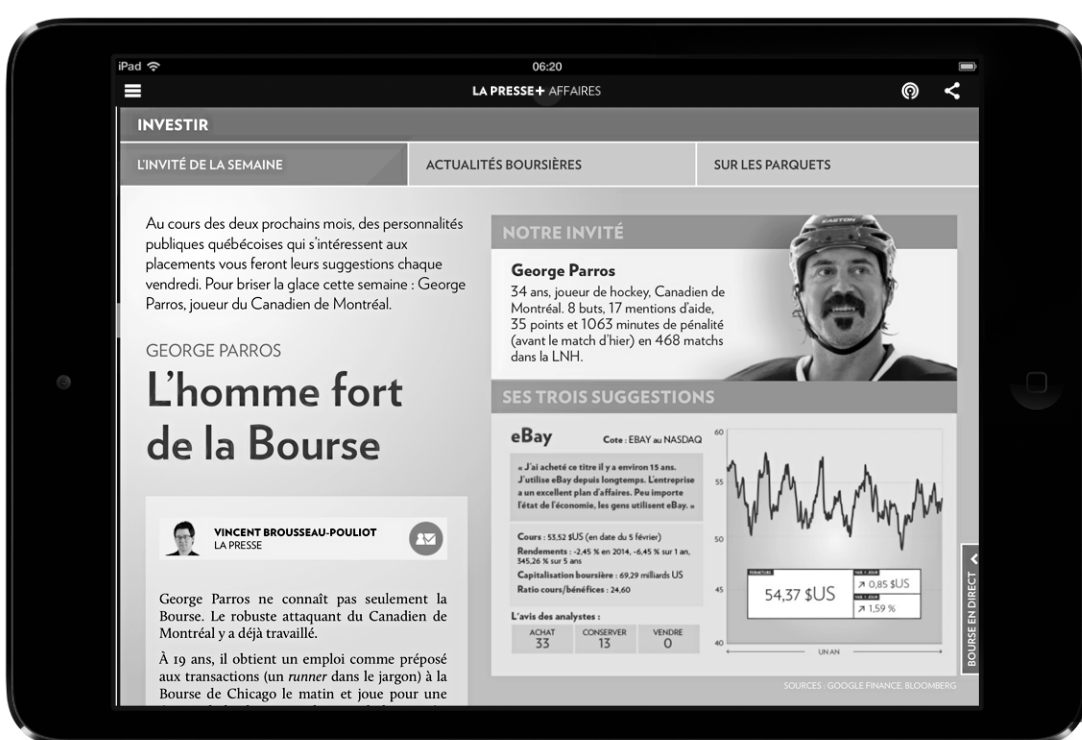 iPad
06:20
LA PRESSE+ AFFAIRES
INVESTIR
L'INVITÉ DE LA SEMAINE
ACTUALITÉS BOURSIÈRES
SUR LES PARQUETS
Au cours des deux prochains mois, des personnalités
publiques québécoises qui s'intéressent aux
placements vous feront leurs suggestions chaque
vendredi. Pour briser la glace cette semaine : George
Parros, joueur du Canadien de Montréal.
GEORGE PARROS
L'homme fort
de la Bourse
VINCENT BROUSSEAU-POULIOT
LA PRESSE
George Parros ne connaît pas seulement la
Bourse. Le robuste attaquant du Canadien de
Montréal y a déjà travaillé.
À 19 ans, il obtient un emploi comme préposé
aux transactions (un runner dans le jargon) à la
Bourse de Chicago le matin et joue pour une
NOTRE INVITÉ
EASTON
George Parros
34 ans, joueur de hockey, Canadien de
Montréal. 8 buts, 17 mentions d'aide,
35 points et 1063 minutes de pénalité
(avant le match d'hier) en 468 matchs
dans la LNH.
SES TROIS SUGGESTIONS
eBay
Cote : EBAY au NASDAQ
« J'ai acheté ce titre il y a environ 15 ans.
J'utilise eBay depuis longtemps. L'entreprise
a un excellent plan d'affaires. Peu importe
l'état de l'économie, les gens utilisent eBay. »
Cours : 53,52 $US (en date du 5 février)
Rendements : -2,45 % en 2014, -6,45 % sur 1 an,
345,26 % sur 5 ans
Capitalisation boursière : 69,29 milliards US
Ratio cours/bénéfices : 24,60
L'avis des analystes :
ACHAT
33
CONSERVER
13
VENDRE
0
60
55
50
45
40
FERMETURE
54,37 $US
VAR. 1 JOUR
0,85 $US
VAR. 1 JOUR
1,59 %
UN AN
BOURSE EN DIRECT
SOURCES : GOOGLE FINANCE, BLOOMBERG